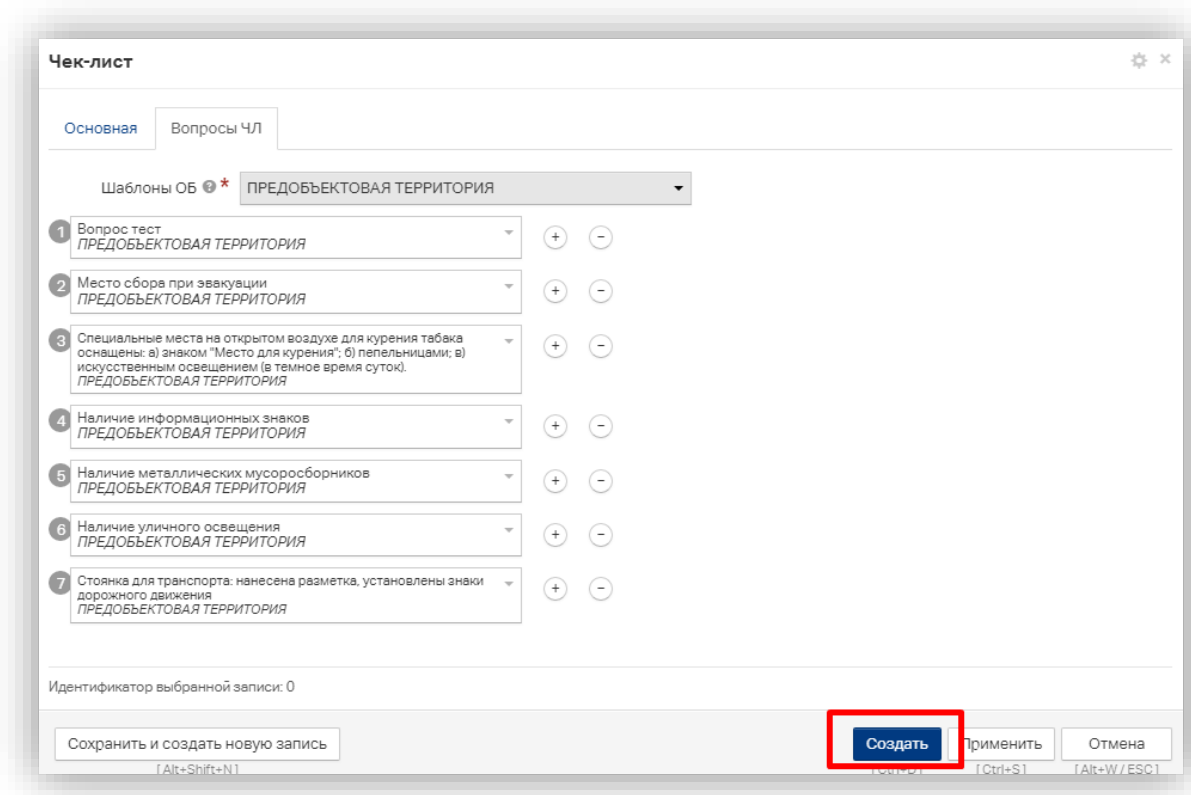 Чек-лист
Основная Вопросы ЧЛ
Шаблоны ОБ ? * ПРЕДОБЪЕКТОВАЯ ТЕРРИТОРИЯ
1 Вопрос тест
ПРЕДОБЪЕКТОВАЯ ТЕРРИТОРИЯ
2 Место сбора при эвакуации
ПРЕДОБЪЕКТОВАЯ ТЕРРИТОРИЯ
3 Специальные места на открытом воздухе для курения табака
оснащены: а) знаком "Место для курения"; б) пепельницами; в)
искусственным освещением (в темное время суток).
ПРЕДОБЪЕКТОВАЯ ТЕРРИТОРИЯ
4 Наличие информационных знаков
ПРЕДОБЪЕКТОВАЯ ТЕРРИТОРИЯ
5 Наличие металлических мусоросборников
ПРЕДОБЪЕКТОВАЯ ТЕРРИТОРИЯ
6 Наличие уличного освещения
ПРЕДОБЪЕКТОВАЯ ТЕРРИТОРИЯ
7 Стоянка для транспорта: нанесена разметка, установлены знаки
дорожного движения
ПРЕДОБЪЕКТОВАЯ ТЕРРИТОРИЯ
Идентификатор выбранной записи: 0
Сохранить и создать новую запись Создать Применить Отмена
[Alt+Shift+N] [Ctrl+D] [Ctrl+S] [Alt+W / ESC]